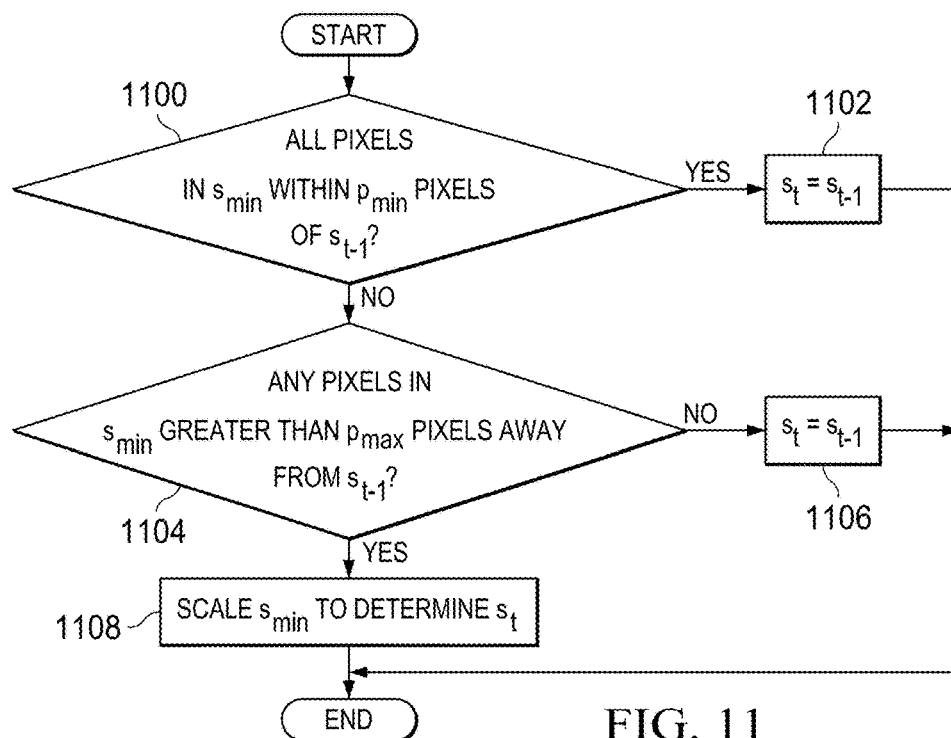 START
1100
ALL PIXELS
IN s_min WITHIN p_min PIXELS
OF s_t-1?
YES
1102
s_t = s_t-1
NO
ANY PIXELS IN
s_min GREATER THAN p_max PIXELS AWAY
FROM s_t-1?
NO
s_t = s_t-1
1104
1106
YES
SCALE s_min TO DETERMINE s_t
1108
END
FIG. 11